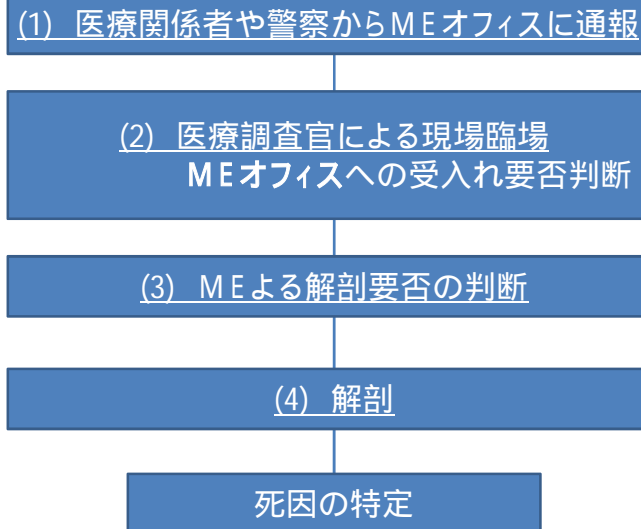 (1) 医療関係者や警察からMEオフィスに通報
(2) 医療調査官による現場臨場
MEオフィスへの受入れ要否判断
(3) MEよる解剖要否の判断
(4) 解剖
死因の特定